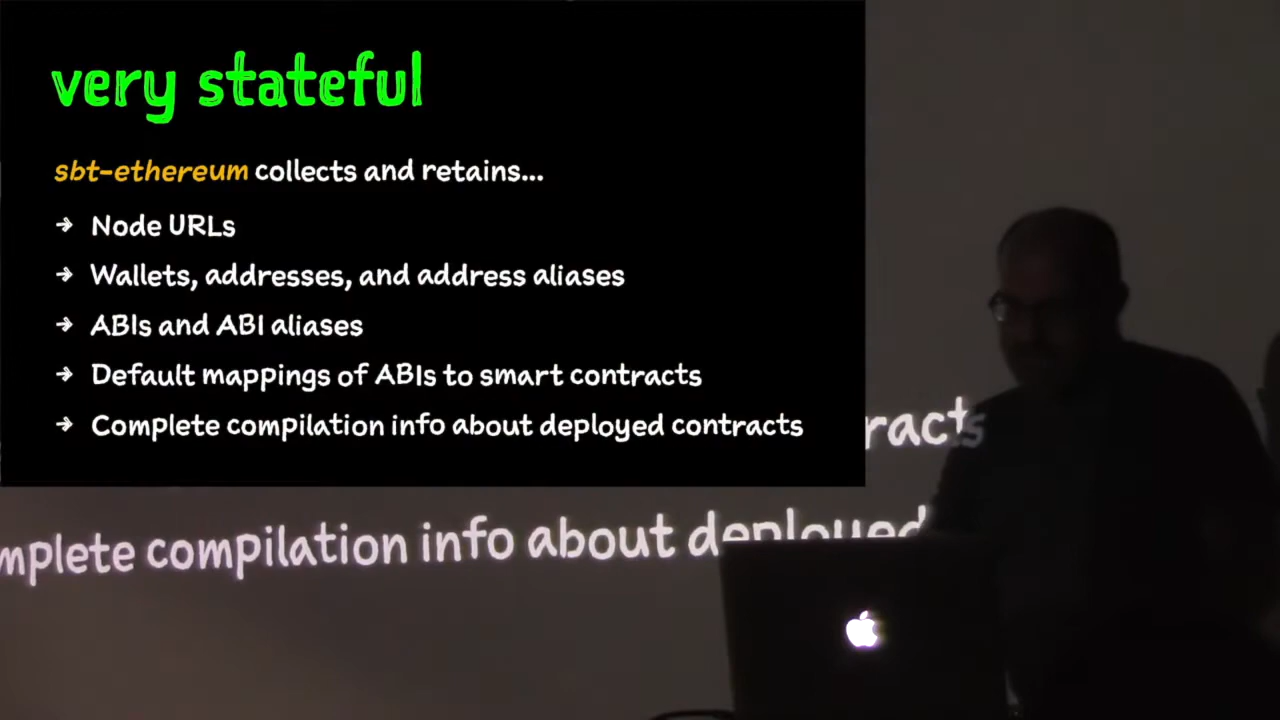 very stateful
sbt-ethereum collects and retains...
→ Node URLs
→ Wallets, addresses, and address aliases
→ ABIs and ABI aliases
→ Default mappings of ABIs to smart contracts
→ Complete compilation info about deployed contracts
racts
mplete compilation info about deployed